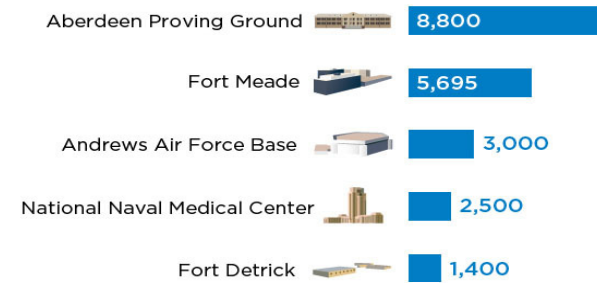 Aberdeen Proving Ground 8,800
Fort Meade 5,695
Andrews Air Force Base 3,000
National Naval Medical Center 2,500
Fort Detrick 1,400